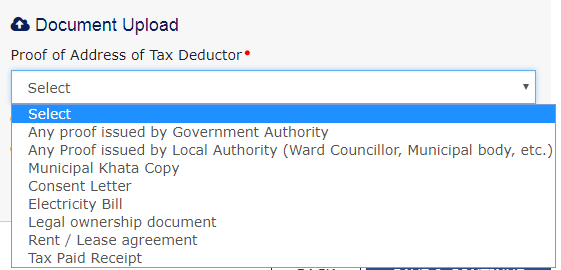 Document Upload
Proof of Address of Tax Deductor•
Select
Select
Any proof issued by Government Authority
Any Proof issued by Local Authority (Ward Councillor, Municipal body, etc.)
Municipal Khata Copy
Consent Letter
Electricity Bill
Legal ownership document
Rent / Lease agreement
Tax Paid Receipt